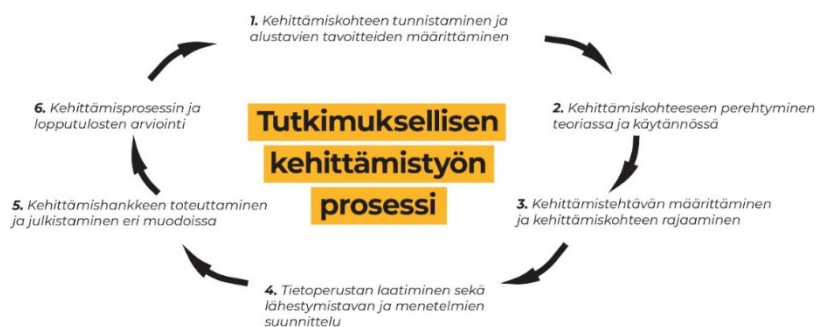 1. Kehittämiskohteen tunnistaminen ja
alustavien tavoitteiden määrittäminen
2. Kehittämiskohteeseen perehtyminen
teoriassa ja käytännössä
3. Kehittämistehtävän määrittäminen
ja kehittämiskohteen rajaaminen
4. Tietoperustan laatiminen sekä
lähestymistavan ja menetelmien
suunnittelu
5. Kehittämishankkeen toteuttaminen
ja julkistaminen eri muodoissa
6. Kehittämisprosessin ja
lopputulosten arviointi
Tutkimuksellisen
kehittämistyön
prosessi